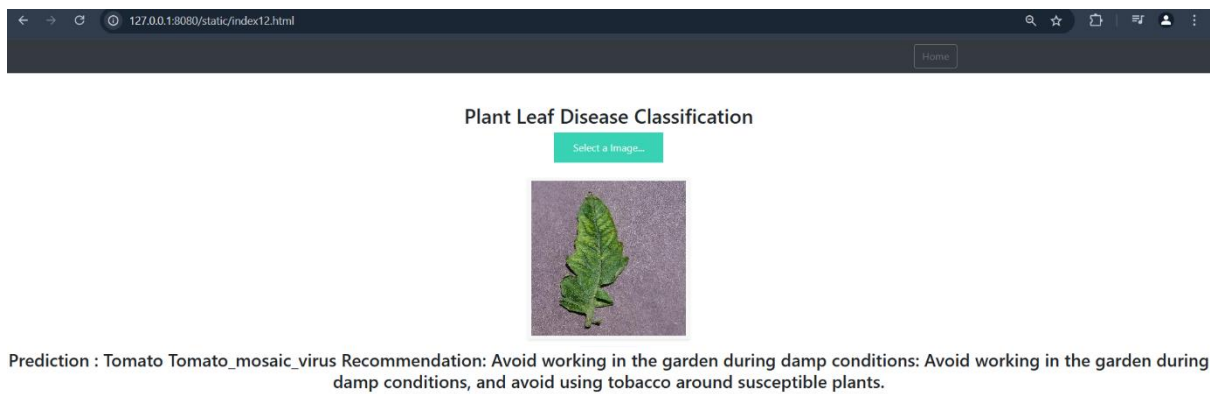 127.0.0.1:8080/static/index12.html
Home
Plant Leaf Disease Classification
Select a Image...
Prediction : Tomato Tomato_mosaic_virus Recommendation: Avoid working in the garden during damp conditions: Avoid working in the garden during
damp conditions, and avoid using tobacco around susceptible plants.